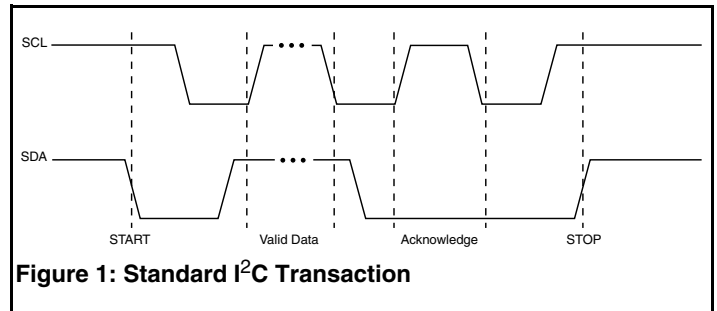 SCL
SDA
START Valid Data Acknowledge STOP
Figure 1: Standard I²C Transaction